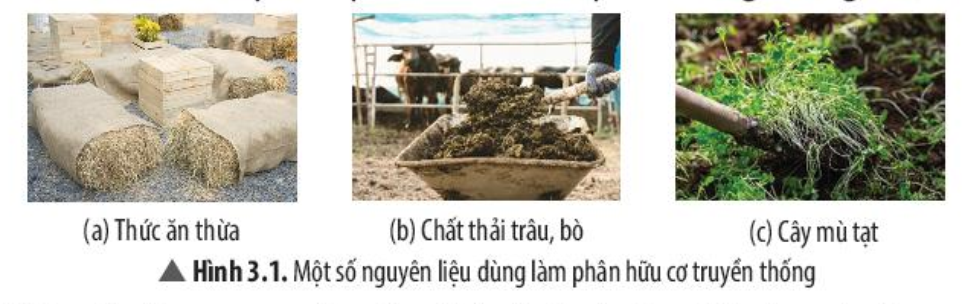 (a) Thức ăn thừa
(b) Chất thải trâu, bò
(c) Cây mù tạt
▲ Hình 3.1. Một số nguyên liệu dùng làm phân hữu cơ truyền thống